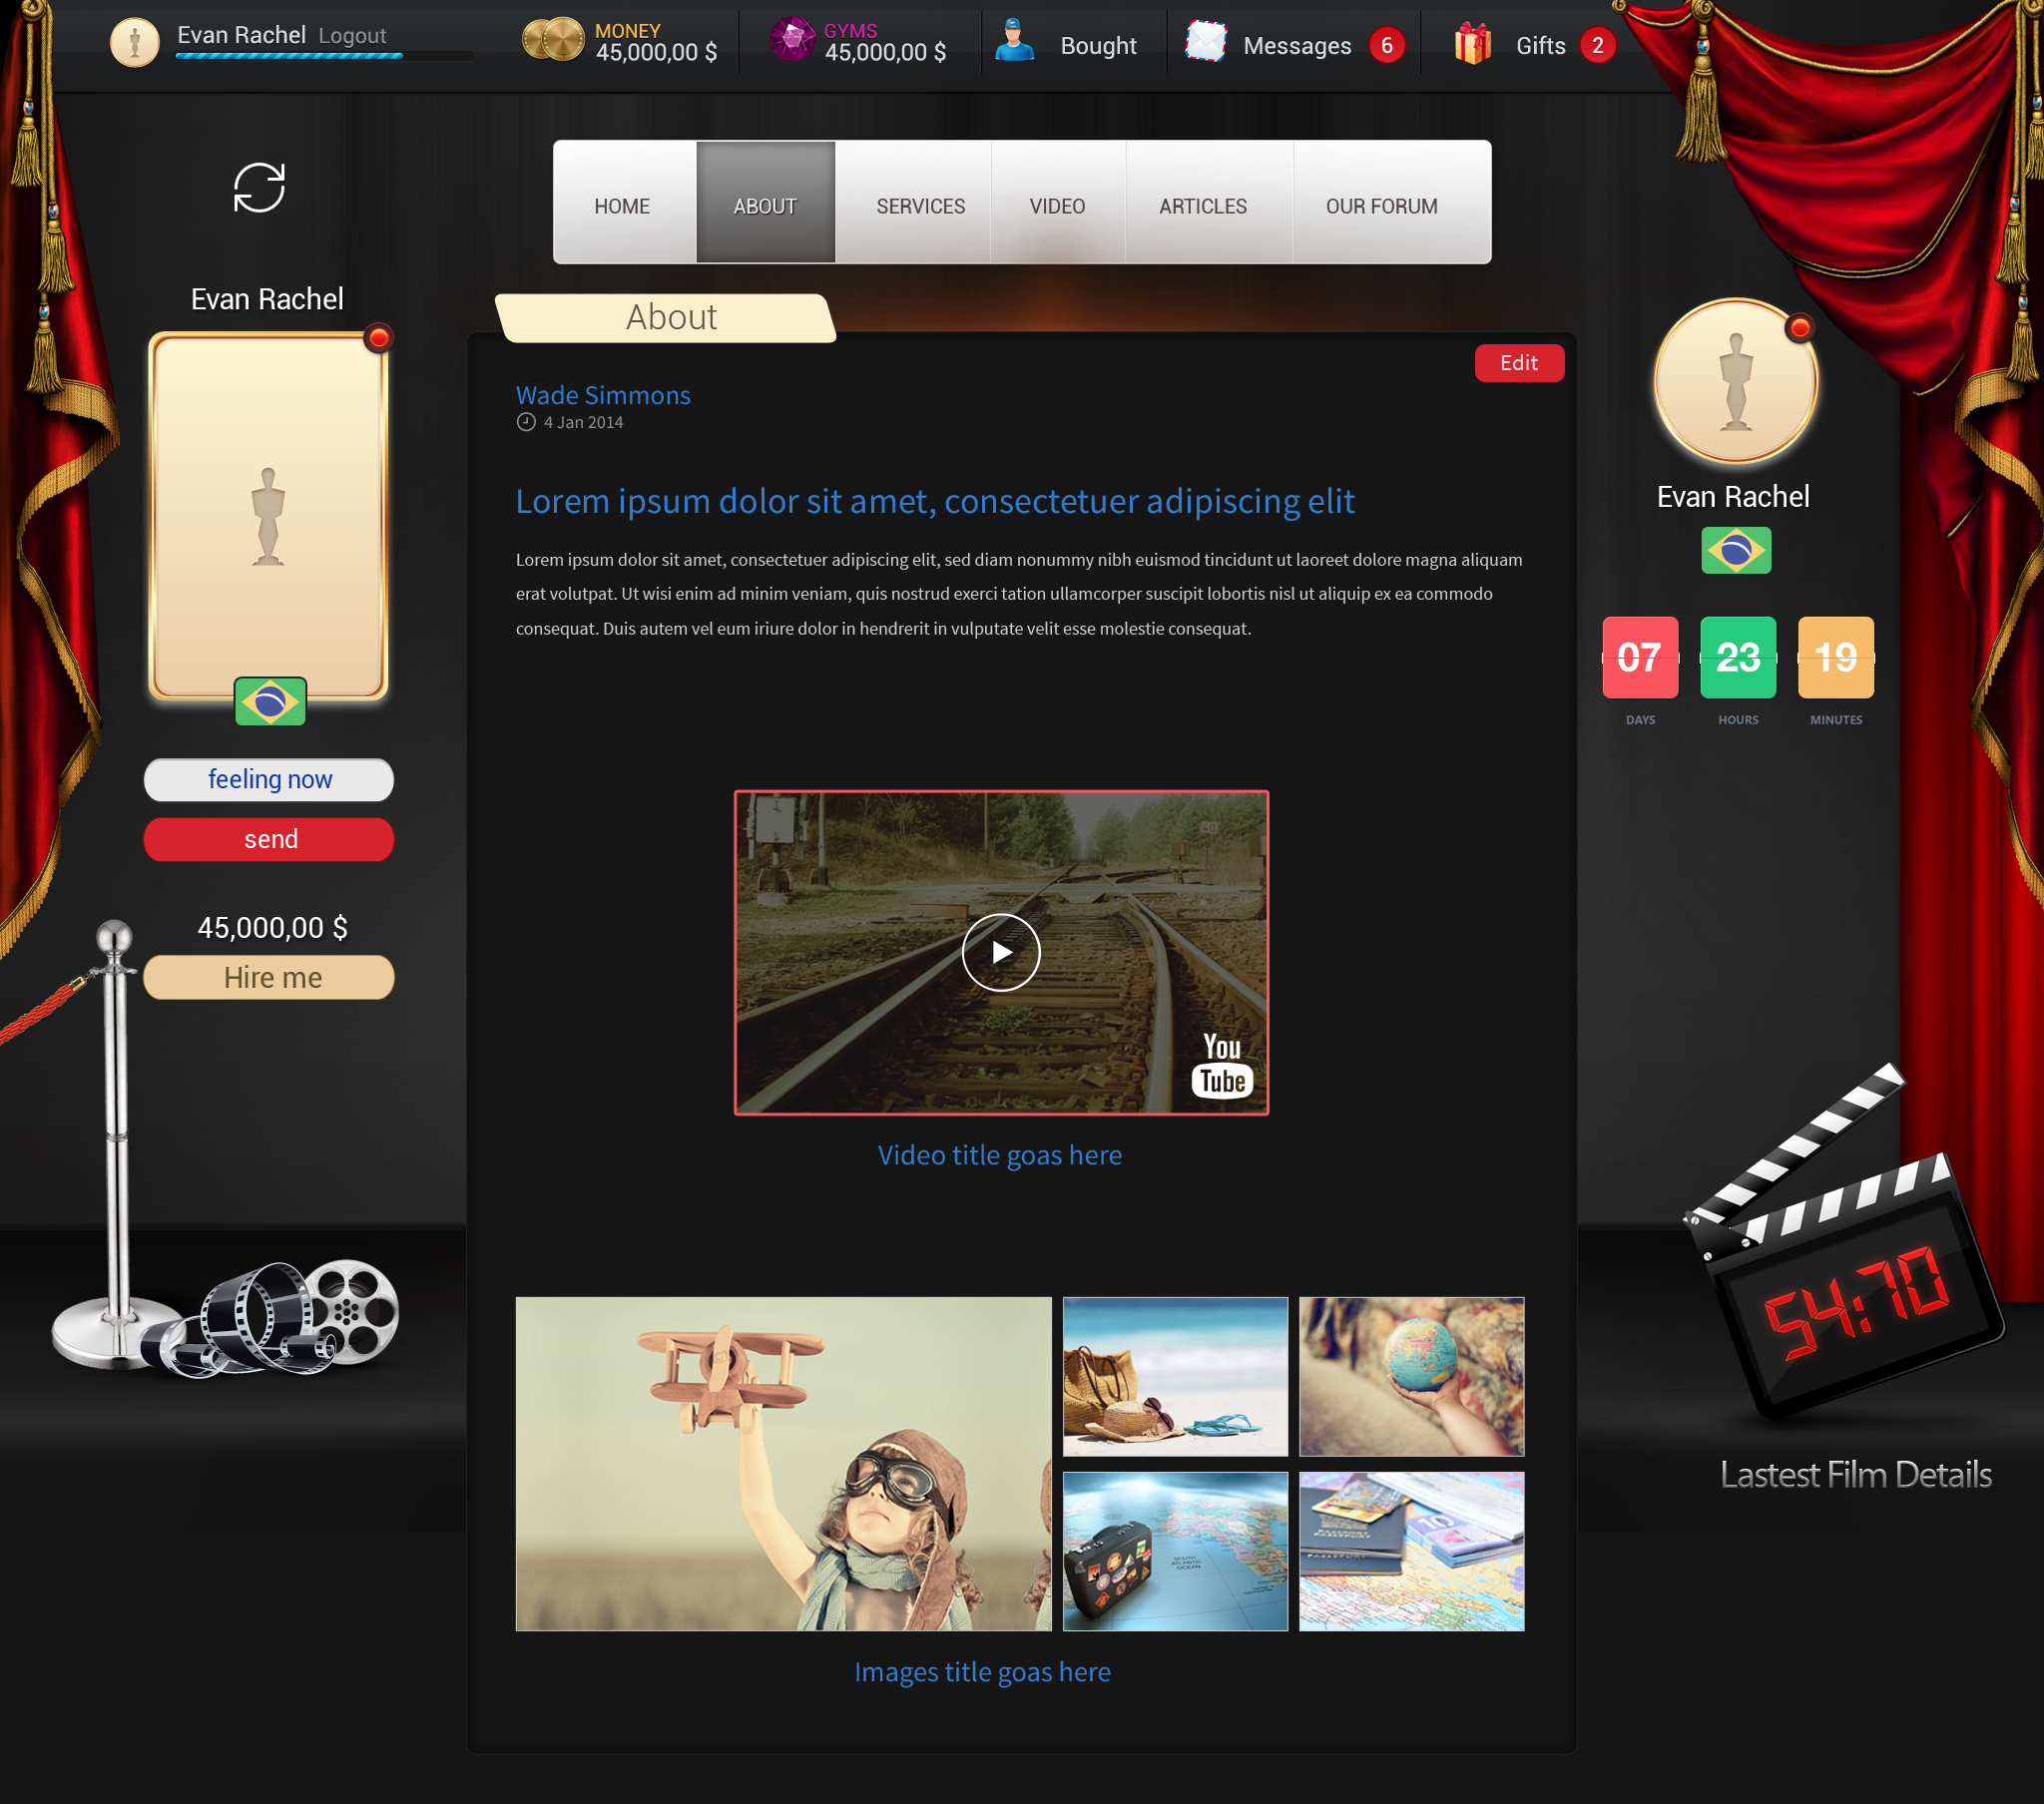 Evan Rachel Logout
MONEY
45,000,00 $
GYMS
45,000,00 $
Bought
Messages 6
Gifts 2
HOME
ABOUT
SERVICES
VIDEO
ARTICLES
OUR FORUM
Evan Rachel
feeling now
send
45,000,00 $
Hire me
About
Edit
Wade Simmons
4 Jan 2014
Lorem ipsum dolor sit amet, consectetuer adipiscing elit
Lorem ipsum dolor sit amet, consectetuer adipiscing elit, sed diam nonummy nibh euismod tincidunt ut laoreet dolore magna aliquam
erat volutpat. Ut wisi enim ad minim veniam, quis nostrud exerci tation ullamcorper suscipit lobortis nisl ut aliquip ex ea commodo
consequat. Duis autem vel eum iriure dolor in hendrerit in vulputate velit esse molestie consequat.
You
Tube
Video title goas here
SOUTH
ATLANTIC
OCEAN
10
Images title goas here
Evan Rachel
07
23
19
DAYS
HOURS
MINUTES
54:70
Lastest Film Details